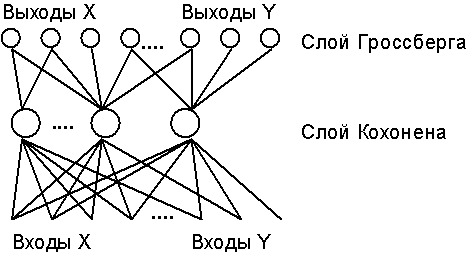 Выходы X Выходы Y
Слой Гроссберга
Слой Кохонена
Входы X Входы Y